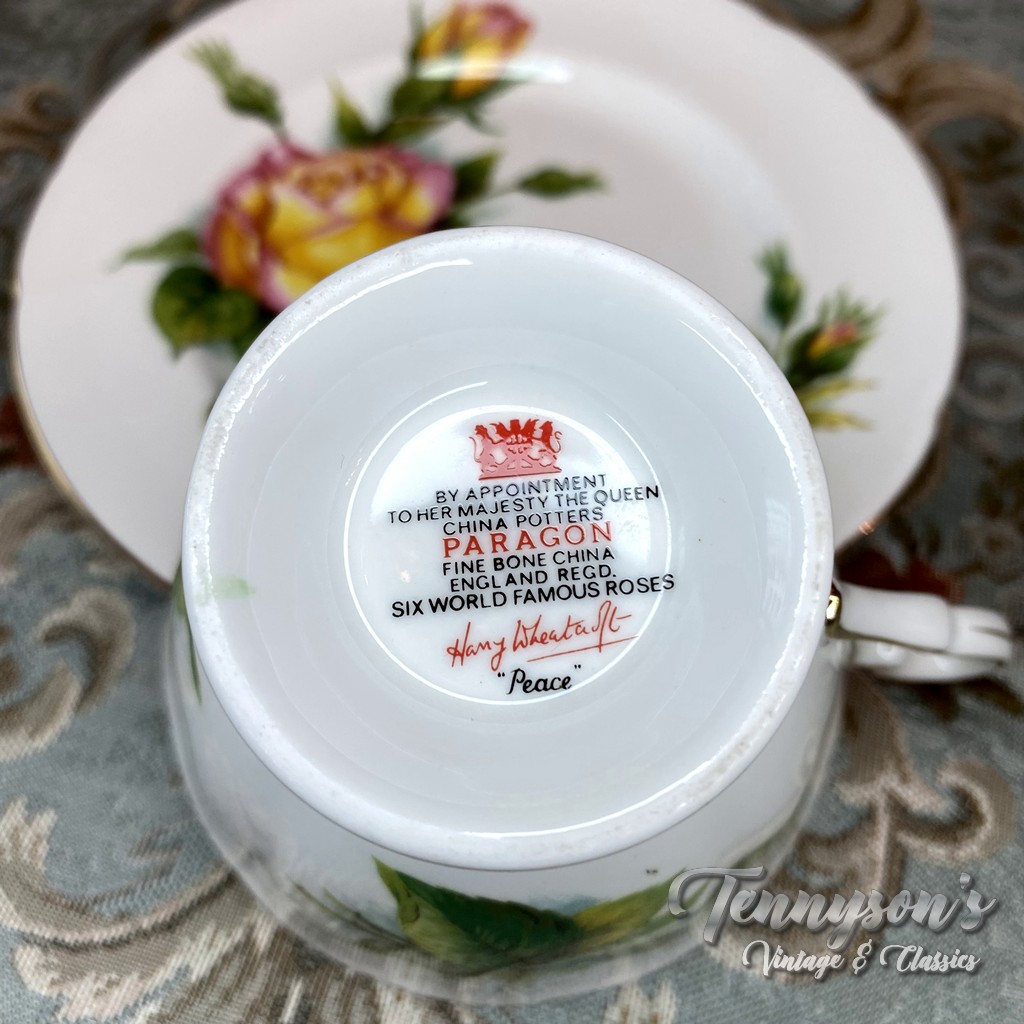 BY APPOINTMENT
TO HER MAJESTY THE QUEEN
CHINA POTTERS
PARAGON
FINE BONE CHINA
ENGLAND REGD.
SIX WORLD FAMOUS ROSES
Harry Wheatcroft
"Peace"
Tennyson's
Vintage & Classics